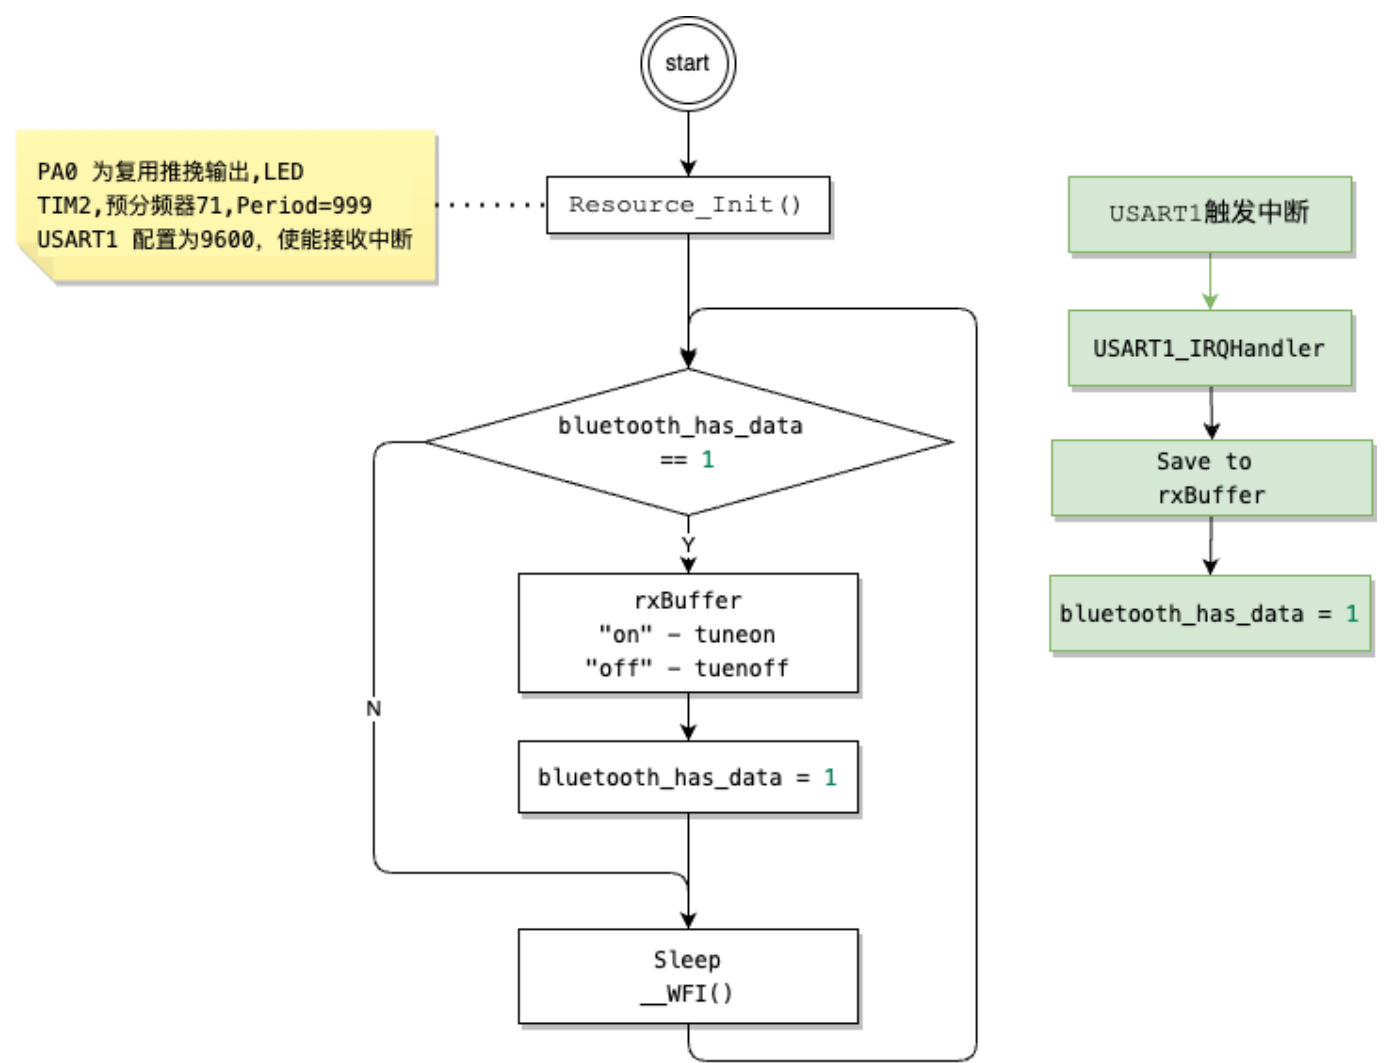 start
PA0 为复用推挽输出,LED
TIM2,预分频器71,Period=999
USART1 配置为9600，使能接收中断
Resource_Init()
bluetooth_has_data
== 1
Y
N
rxBuffer
"on" – tuneon
"off" – tuenoff
bluetooth_has_data = 1
Sleep
__WFI()
USART1触发中断
USART1_IRQHandler
Save to
rxBuffer
bluetooth_has_data = 1